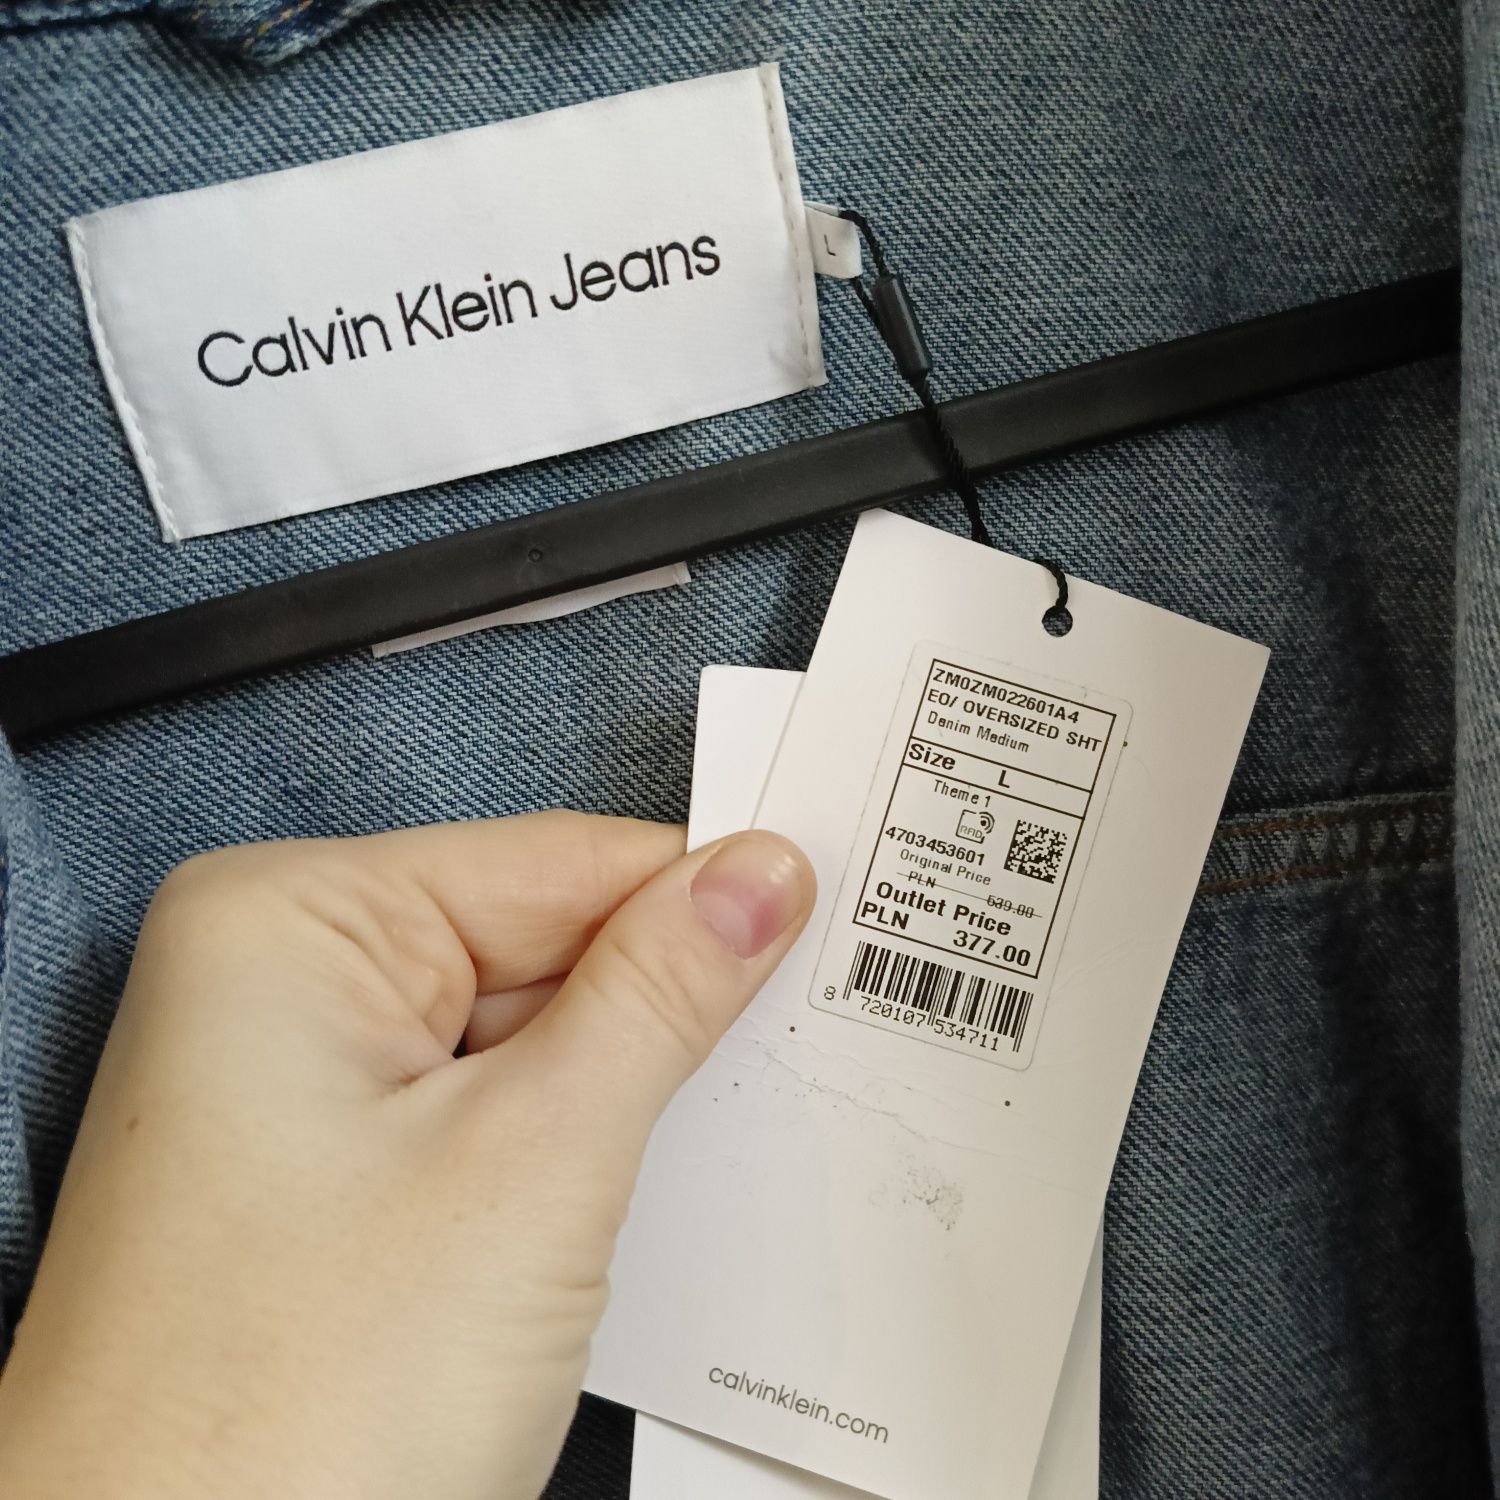 Calvin Klein Jeans
L
ZM0ZM022601A4
EO/ OVERSIZED SHT
Denim Medium
Size L
Theme 1
RFID
4703453601
Original Price
PLN 539.00
Outlet Price
PLN 377.00
8 720107 534711
calvinklein.com